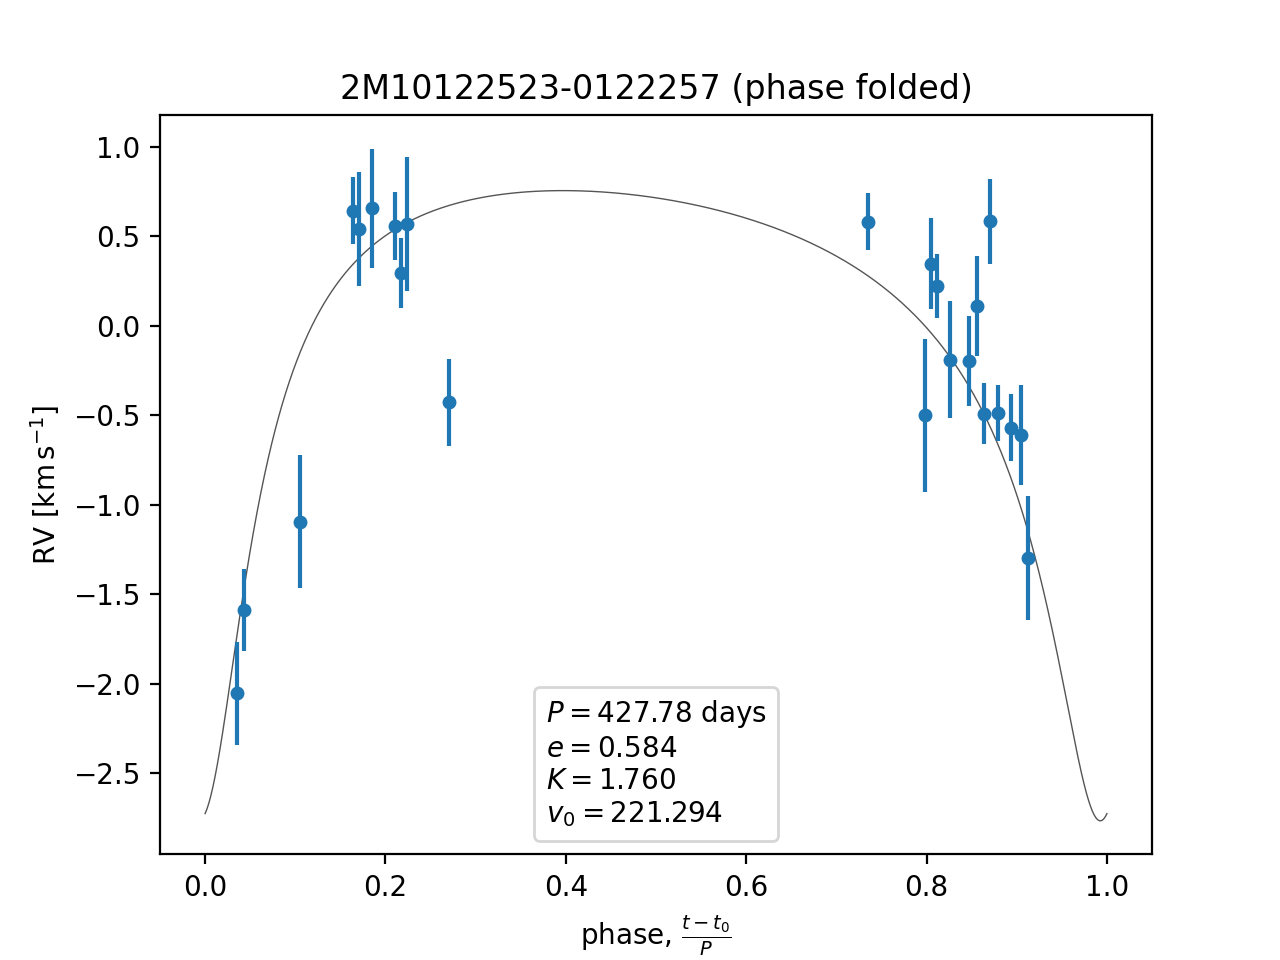 2M10122523-0122257 (phase folded)
1.0
0.5
0.0
−0.5
−1.0
−1.5
−2.0
−2.5
RV [km s⁻¹]
P = 427.78 days
e = 0.584
K = 1.760
v₀ = 221.294
0.0 0.2 0.4 0.6 0.8 1.0
phase, (t − t₀)/P